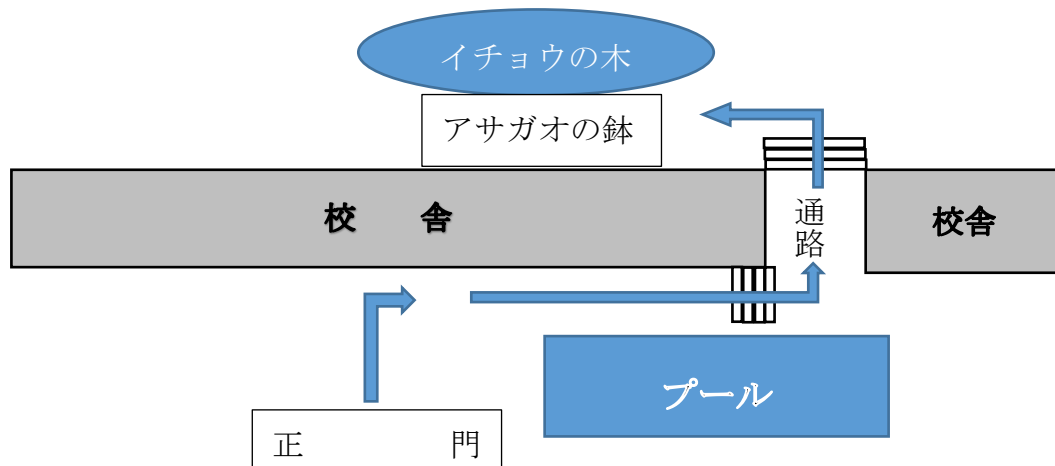 イチョウの木
アサガオの鉢
校　　舎
通路
校舎
プール
正　　　　門